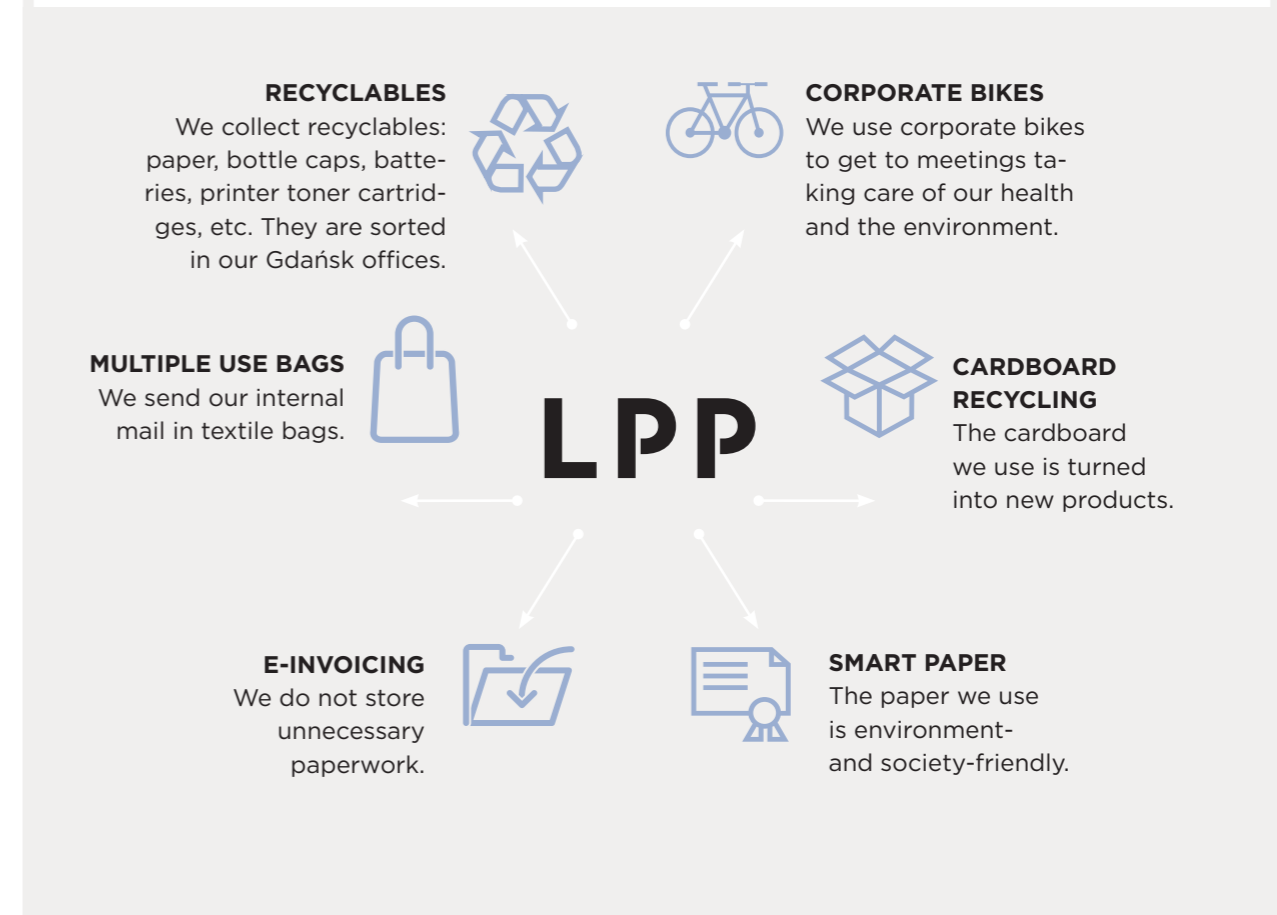 RECYCLABLES
We collect recyclables:
paper, bottle caps, batte-
ries, printer toner cartrid-
ges, etc. They are sorted
in our Gdańsk offices.
CORPORATE BIKES
We use corporate bikes
to get to meetings ta-
king care of our health
and the environment.
MULTIPLE USE BAGS
We send our internal
mail in textile bags.
LPP
CARDBOARD
RECYCLING
The cardboard
we use is turned
into new products.
E-INVOICING
We do not store
unnecessary
paperwork.
SMART PAPER
The paper we use
is environment-
and society-friendly.